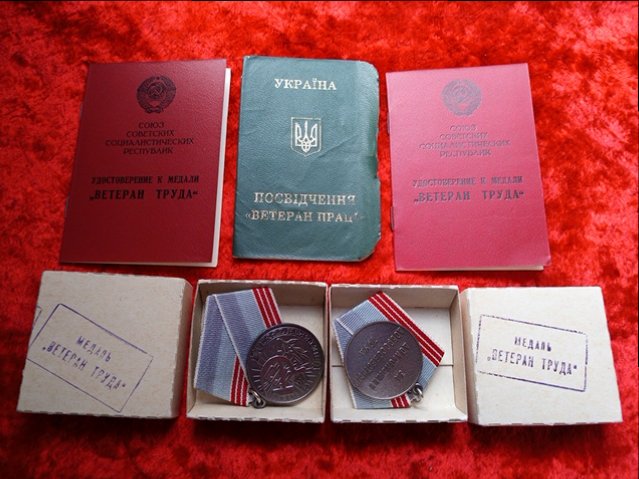 СОЮЗ
СОВЕТСКИХ
СОЦИАЛИСТИЧЕСКИХ
РЕСПУБЛИК
УДОСТОВЕРЕНИЕ К МЕДАЛИ
„ВЕТЕРАН ТРУДА“
УКРАЇНА
ПОСВІДЧЕННЯ
«ВЕТЕРАН ПРАЦ
СОЮЗ
СОВЕТСКИХ
СОЦИАЛИСТИЧЕСКИХ
РЕСПУБЛИК
УДОСТОВЕРЕНИЕ К МЕДАЛИ
„ВЕТЕРАН ТРУДА“
МЕДАЛЬ
„ВЕТЕРАН ТРУДА“
МЕДАЛЬ
„ВЕТЕРАН ТРУДА“